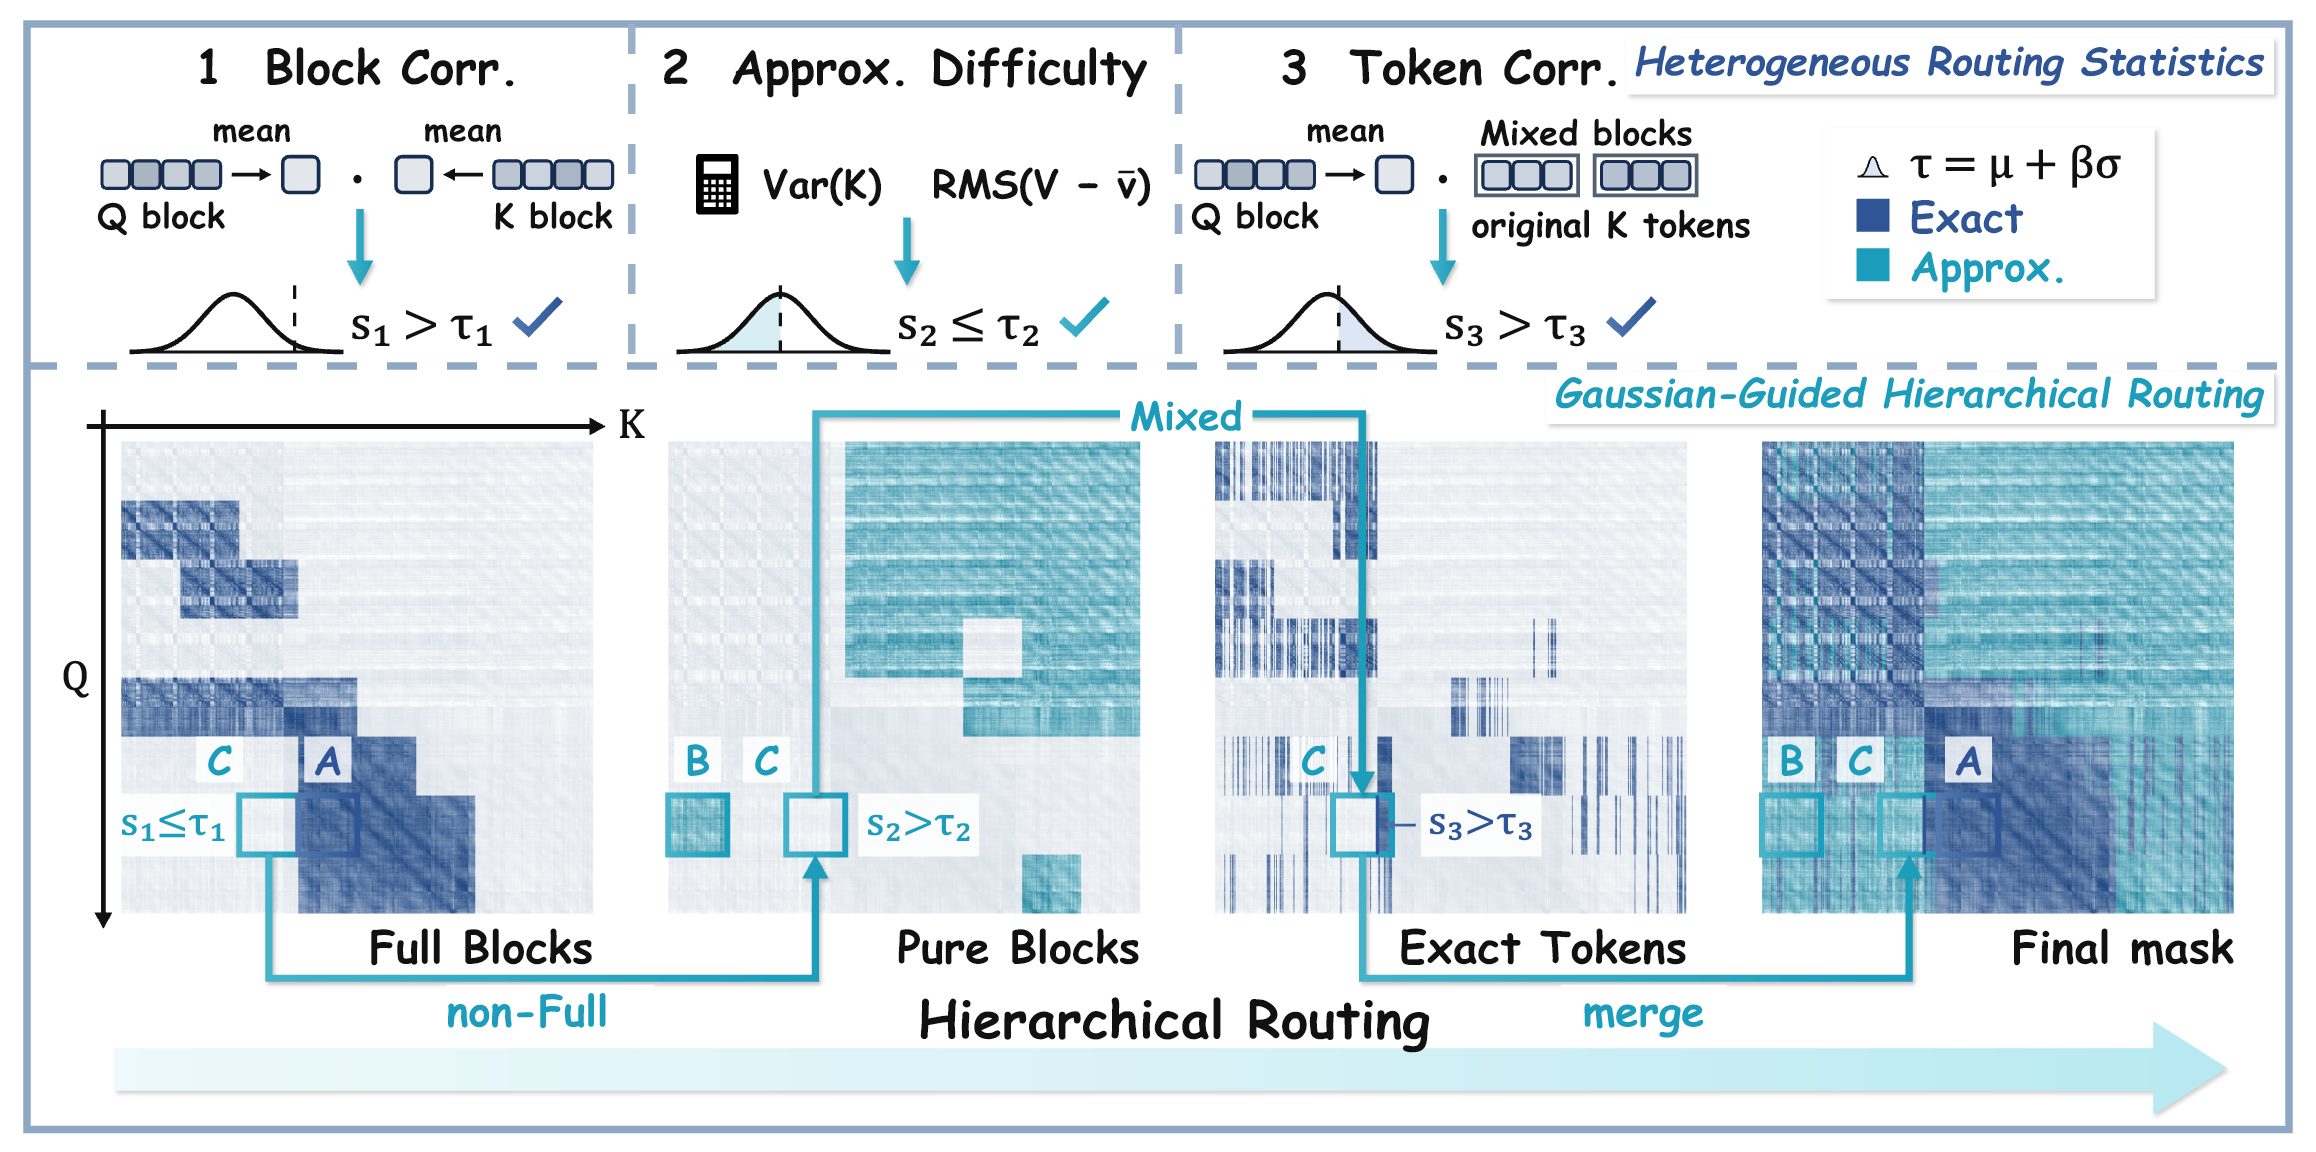 1 Block Corr.
mean mean
Q block K block
s₁ > τ₁
2 Approx. Difficulty
Var(K) RMS(V − v̄)
s₂ ≤ τ₂
3 Token Corr.
mean Mixed blocks
Q block original K tokens
s₃ > τ₃
Heterogeneous Routing Statistics
τ = μ + βσ
Exact
Approx.
Gaussian-Guided Hierarchical Routing
K
Q
C A
s₁≤τ₁
Full Blocks
non-Full
B C
s₂>τ₂
Pure Blocks
Mixed
C
s₃>τ₃
Exact Tokens
merge
B C A
Final mask
Hierarchical Routing